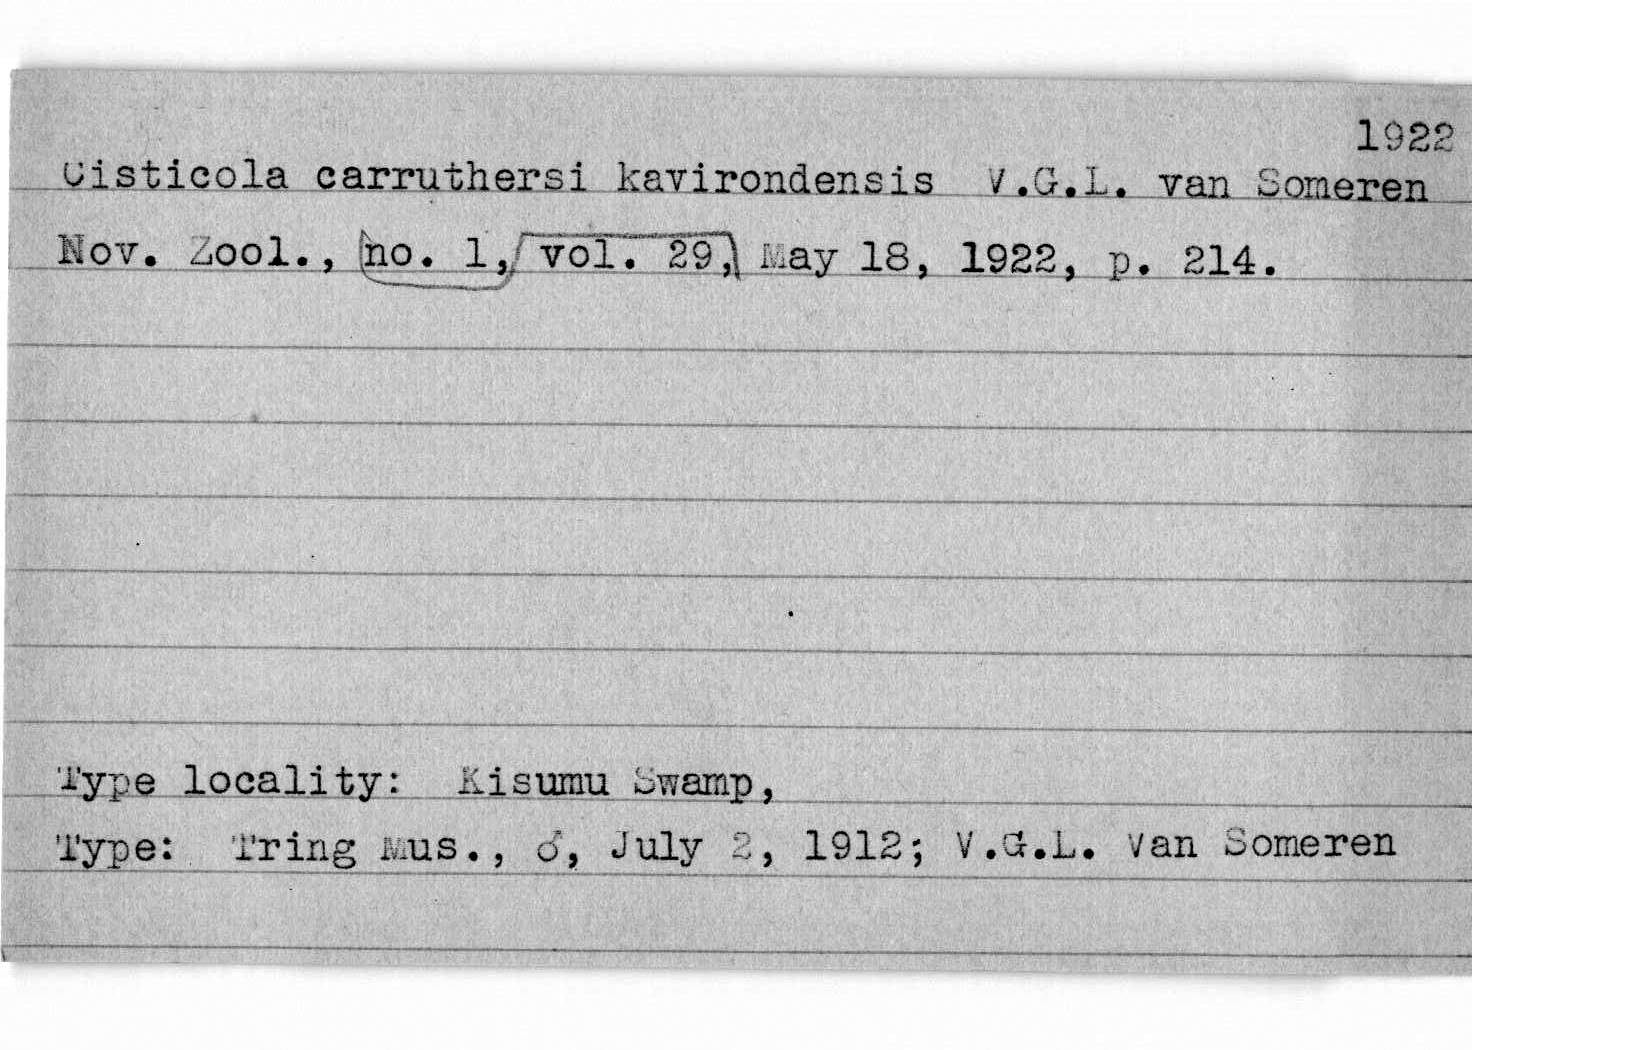 1922
Cisticola carruthersi kavirondensis V.G.L. van Someren
Nov. Zool., no. 1, vol. 29, May 18, 1922, p. 214.
Type locality: Kisumu Swamp,
Type: Tring Mus., ♂, July 2, 1912; V.G.L. Van Someren